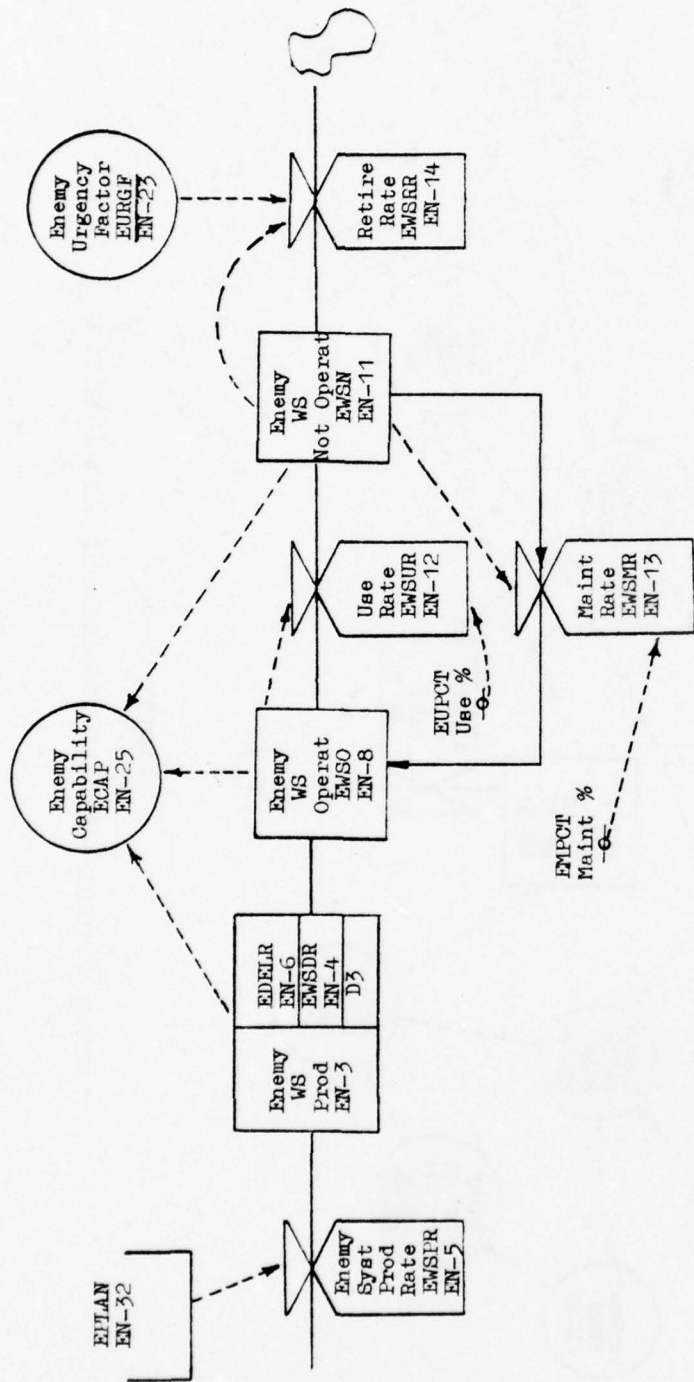 EPLAN
EN-32
Enemy
Syst
Prod
Rate
EWSPR
EN-5
Enemy
WS
Prod
EN-3
EDELR
EN-6
EWSDR
EN-4
D3
Enemy
Capability
ECAP
EN-25
Enemy
WS
Operat
EWSO
EN-8
EUPCT
Use %
EMPCT
Maint %
Use
Rate
EWSUR
EN-12
Maint
Rate
EWSMR
EN-13
Enemy
WS
Not Operat
EWSN
EN-11
Enemy
Urgency
Factor
EURGF
EN-23
Retire
Rate
EWSRR
EN-14